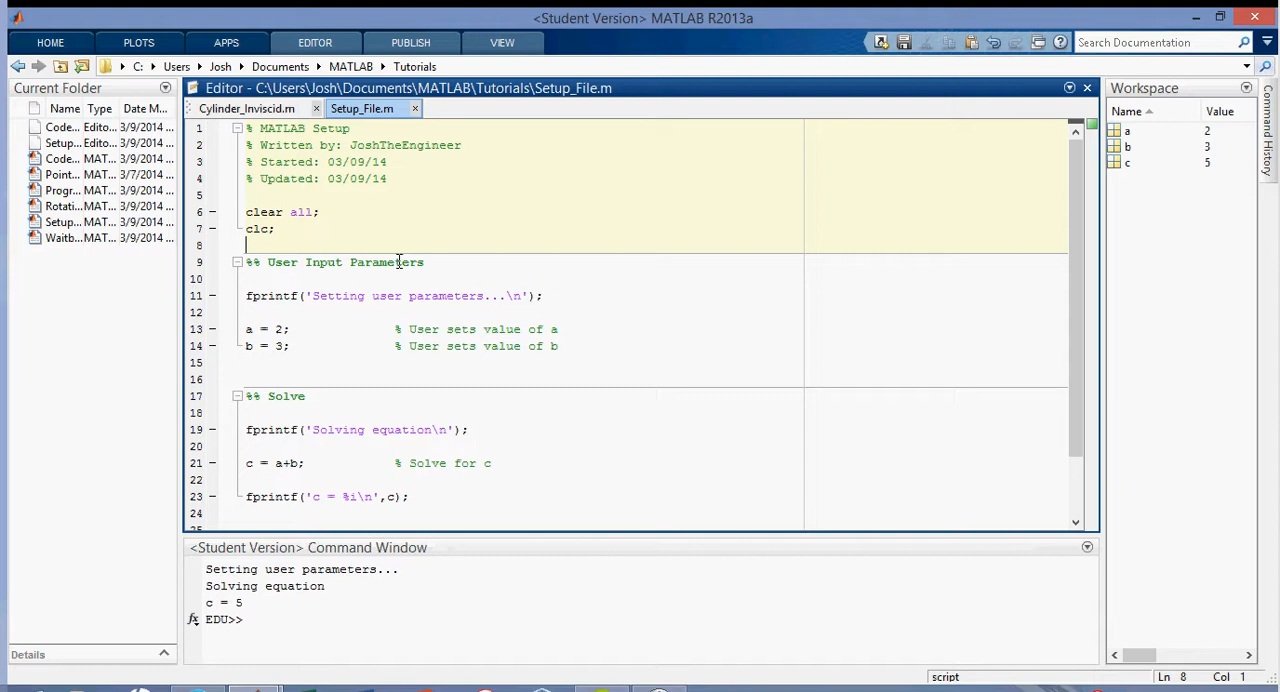 <Student Version> MATLAB R2013a
HOME PLOTS APPS EDITOR PUBLISH VIEW Search Documentation
C: Users Josh Documents MATLAB Tutorials
Current Folder
Name Type Date M...
Code... Edito... 3/9/2014 ...
Setup... Edito... 3/9/2014 ...
Code... MAT... 3/9/2014 ...
Point... MAT... 3/7/2014 ...
Progr... MAT... 3/9/2014 ...
Rotati... MAT... 3/9/2014 ...
Setup... MAT... 3/9/2014 ...
Waitb... MAT... 3/9/2014 ...
Details
Editor - C:\Users\Josh\Documents\MATLAB\Tutorials\Setup_File.m
Cylinder_Inviscid.m Setup_File.m
1 % MATLAB Setup
2 % Written by: JoshTheEngineer
3 % Started: 03/09/14
4 % Updated: 03/09/14
5
6 clear all;
7 clc;
8
9 %% User Input Parameters
10
11 fprintf('Setting user parameters...\n');
12
13 a = 2; % User sets value of a
14 b = 3; % User sets value of b
15
16
17 %% Solve
18
19 fprintf('Solving equation\n');
20
21 c = a+b; % Solve for c
22
23 fprintf('c = %i\n',c);
24
25
<Student Version> Command Window
Setting user parameters...
Solving equation
c = 5
fx EDU>>
Workspace
Name Value
a 2
b 3
c 5
Command History
script Ln 8 Col 1